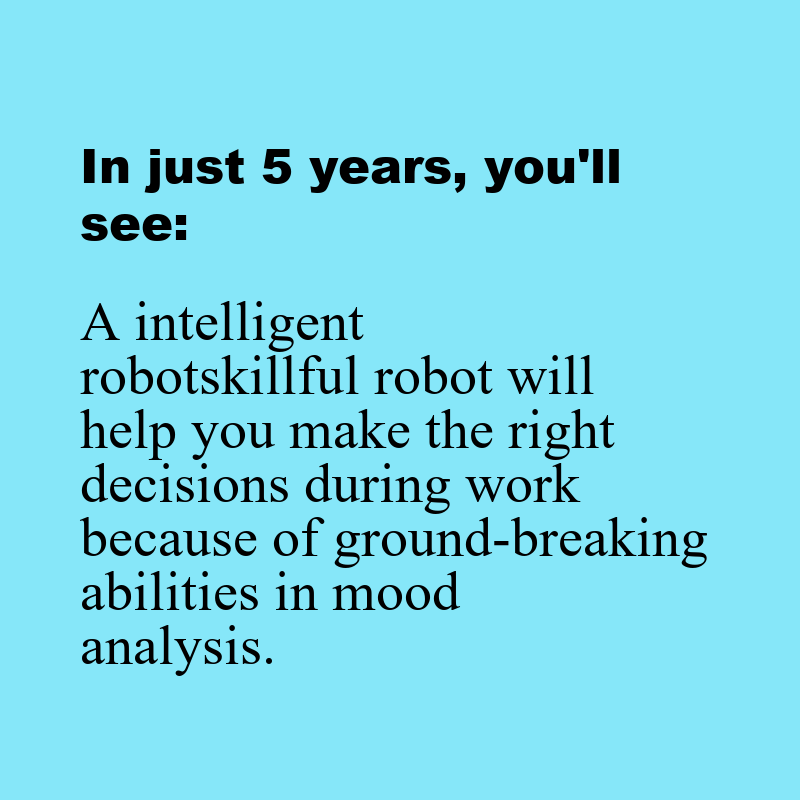 In just 5 years, you'll
see:
A intelligent
robotskillful robot will
help you make the right
decisions during work
because of ground-breaking
abilities in mood
analysis.